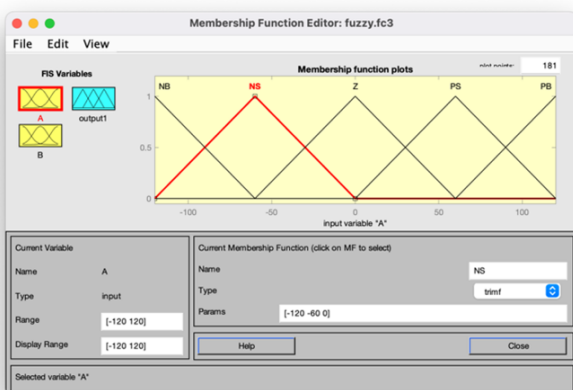 Membership Function Editor: fuzzy.fc3
File Edit View
FIS Variables
A
output1
B
Membership function plots
plot points: 181
NB NS Z PS PB
1
0.5
0
-100 -50 0 50 100
input variable "A"
Current Variable
Name A
Type input
Range [-120 120]
Display Range [-120 120]
Current Membership Function (click on MF to select)
Name NS
Type trimf
Params [-120 -60 0]
Help Close
Selected variable "A"